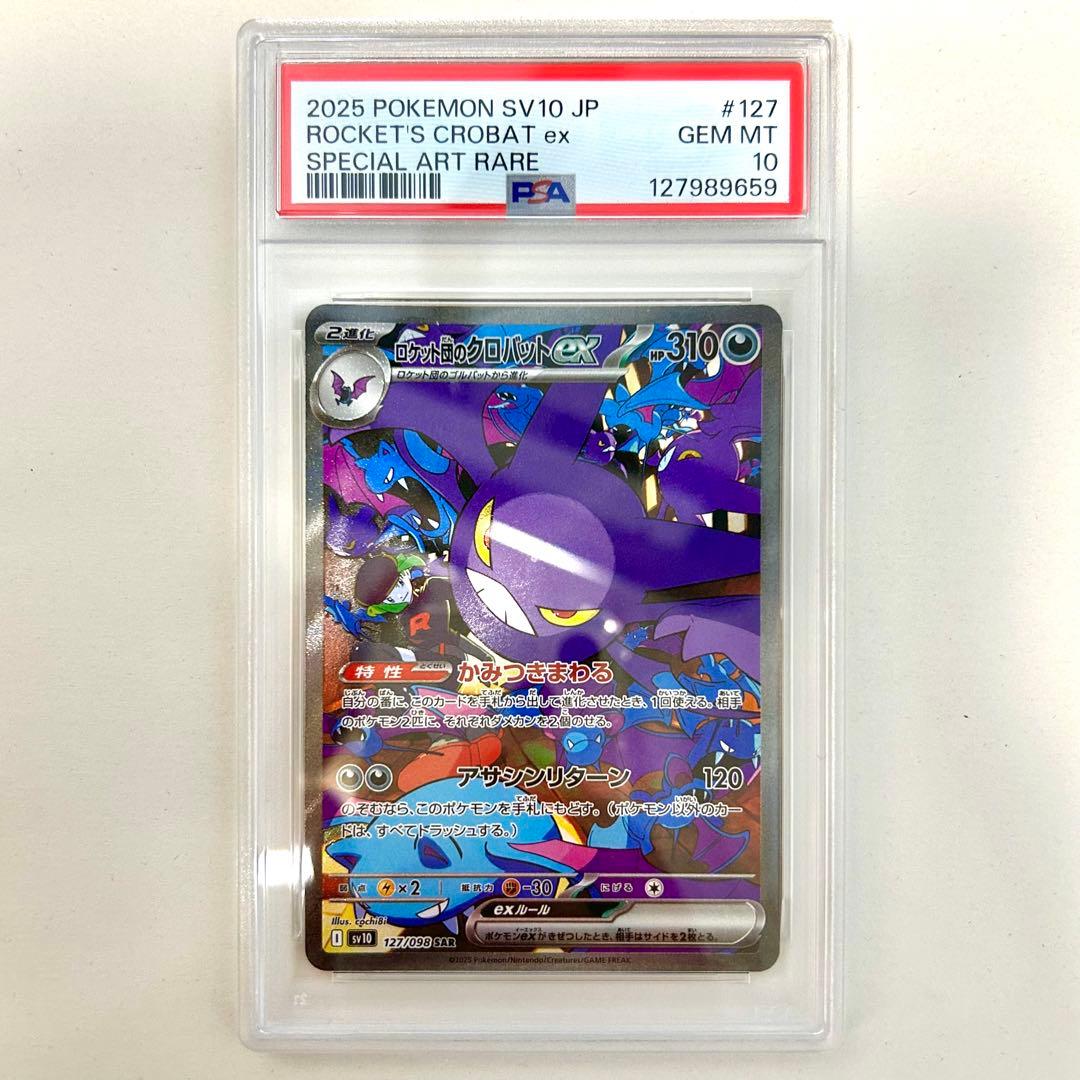 2025 POKEMON SV10 JP #127
ROCKET'S CROBAT ex GEM MT
SPECIAL ART RARE 10
PSA 127989659
2進化
ロケット団のクロバットex HP310
ロケット団のゴルバットから進化
R
特性 かみつきまわる
自分の番に、このカードを手札から出して進化させたとき、1回使える。相手
のポケモン2匹に、それぞれダメカンを2個のせる。
アサシンリターン 120
のぞむなら、このポケモンを手札にもどす。(ポケモン以外のカー
ドは、すべてトラッシュする。)
弱点 ×2 抵抗力 -30 にげる
Illus. cochi8i
exルール
ポケモンexがきぜつしたとき、相手はサイドを2枚とる。
I sv10 127/098 SAR
©2025 Pokémon/Nintendo/Creatures/GAME FREAK